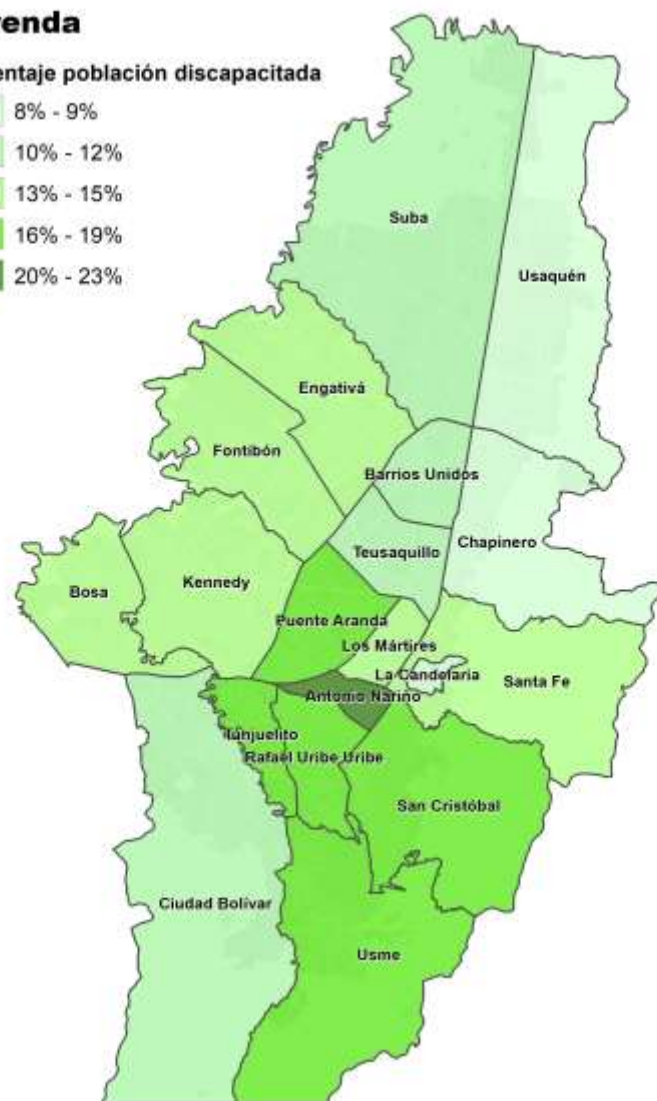 enda
entaje población discapacitada
8% - 9%
10% - 12%
13% - 15%
16% - 19%
20% - 23%
Suba
Usaquén
Engativá
Fontibón
Barrios Unidos
Chapinero
Teusaquillo
Kennedy
Bosa
Puente Aranda
Los Mártires
La Candelaria
Santa Fe
Antonio Nariño
Tunjuelito
Rafael Uribe Uribe
San Cristóbal
Ciudad Bolívar
Usme